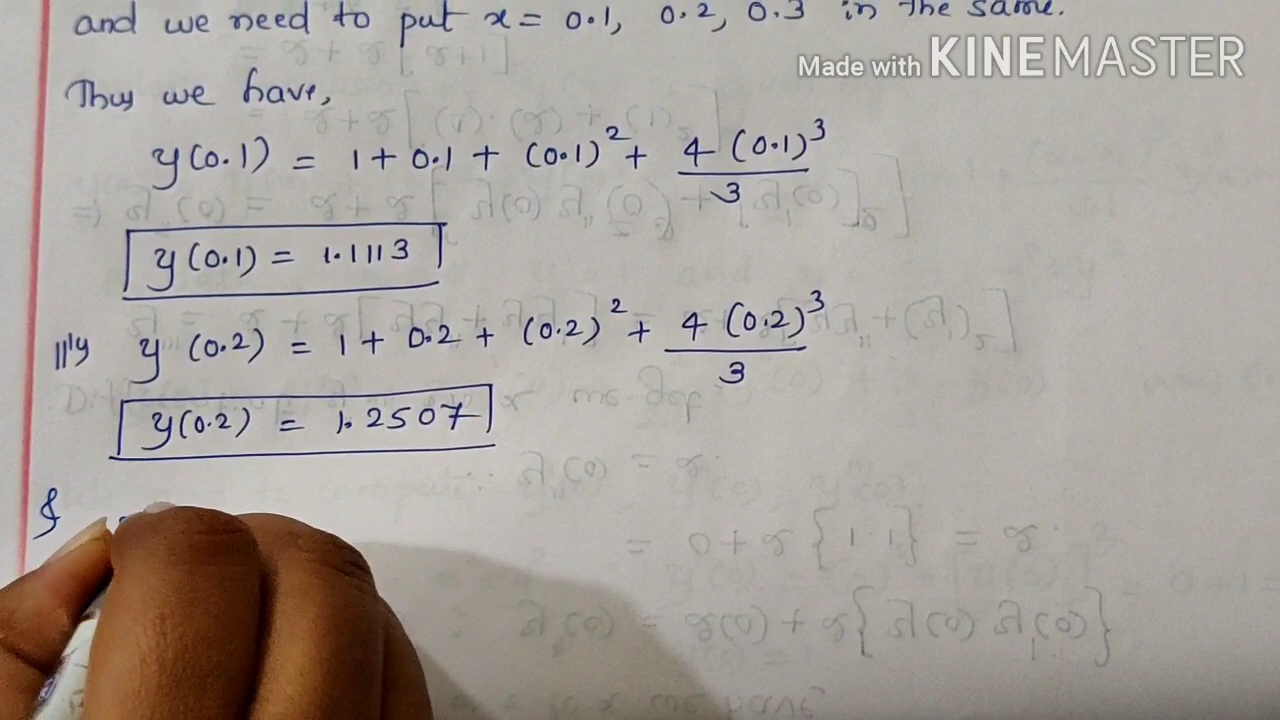 and we need to put x = 0.1, 0.2, 0.3 in the same.
Made with KINEMASTER
Thus we have,
y(0.1) = 1 + 0.1 + (0.1)² + 4(0.1)³/3
y(0.1) = 1.1113
|||ly y(0.2) = 1 + 0.2 + (0.2)² + 4(0.2)³/3
y(0.2) = 1.2507
&